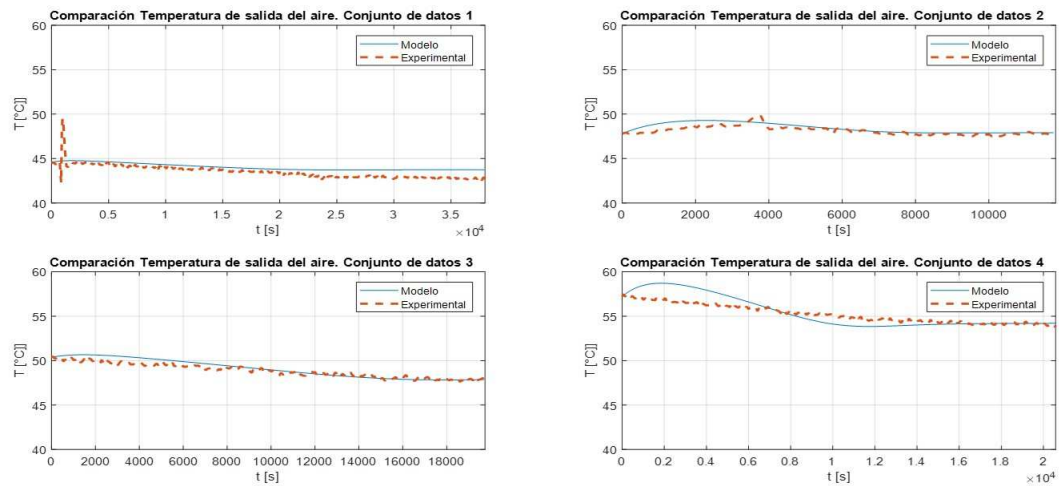 Comparación Temperatura de salida del aire. Conjunto de datos 1
60
55
50
45
40
T [°C]]
Modelo
Experimental
0
0.5
1
1.5
2
2.5
3
3.5
t [s]
×10⁴
Comparación Temperatura de salida del aire. Conjunto de datos 2
60
55
50
45
40
T [°C]]
Modelo
Experimental
0
2000
4000
6000
8000
10000
t [s]
Comparación Temperatura de salida del aire. Conjunto de datos 3
60
55
50
45
40
T [°C]]
Modelo
Experimental
0
2000
4000
6000
8000
10000
12000
14000
16000
18000
t [s]
Comparación Temperatura de salida del aire. Conjunto de datos 4
60
55
50
45
40
T [°C]]
Modelo
Experimental
0
0.2
0.4
0.6
0.8
1
1.2
1.4
1.6
1.8
2
t [s]
×10⁴